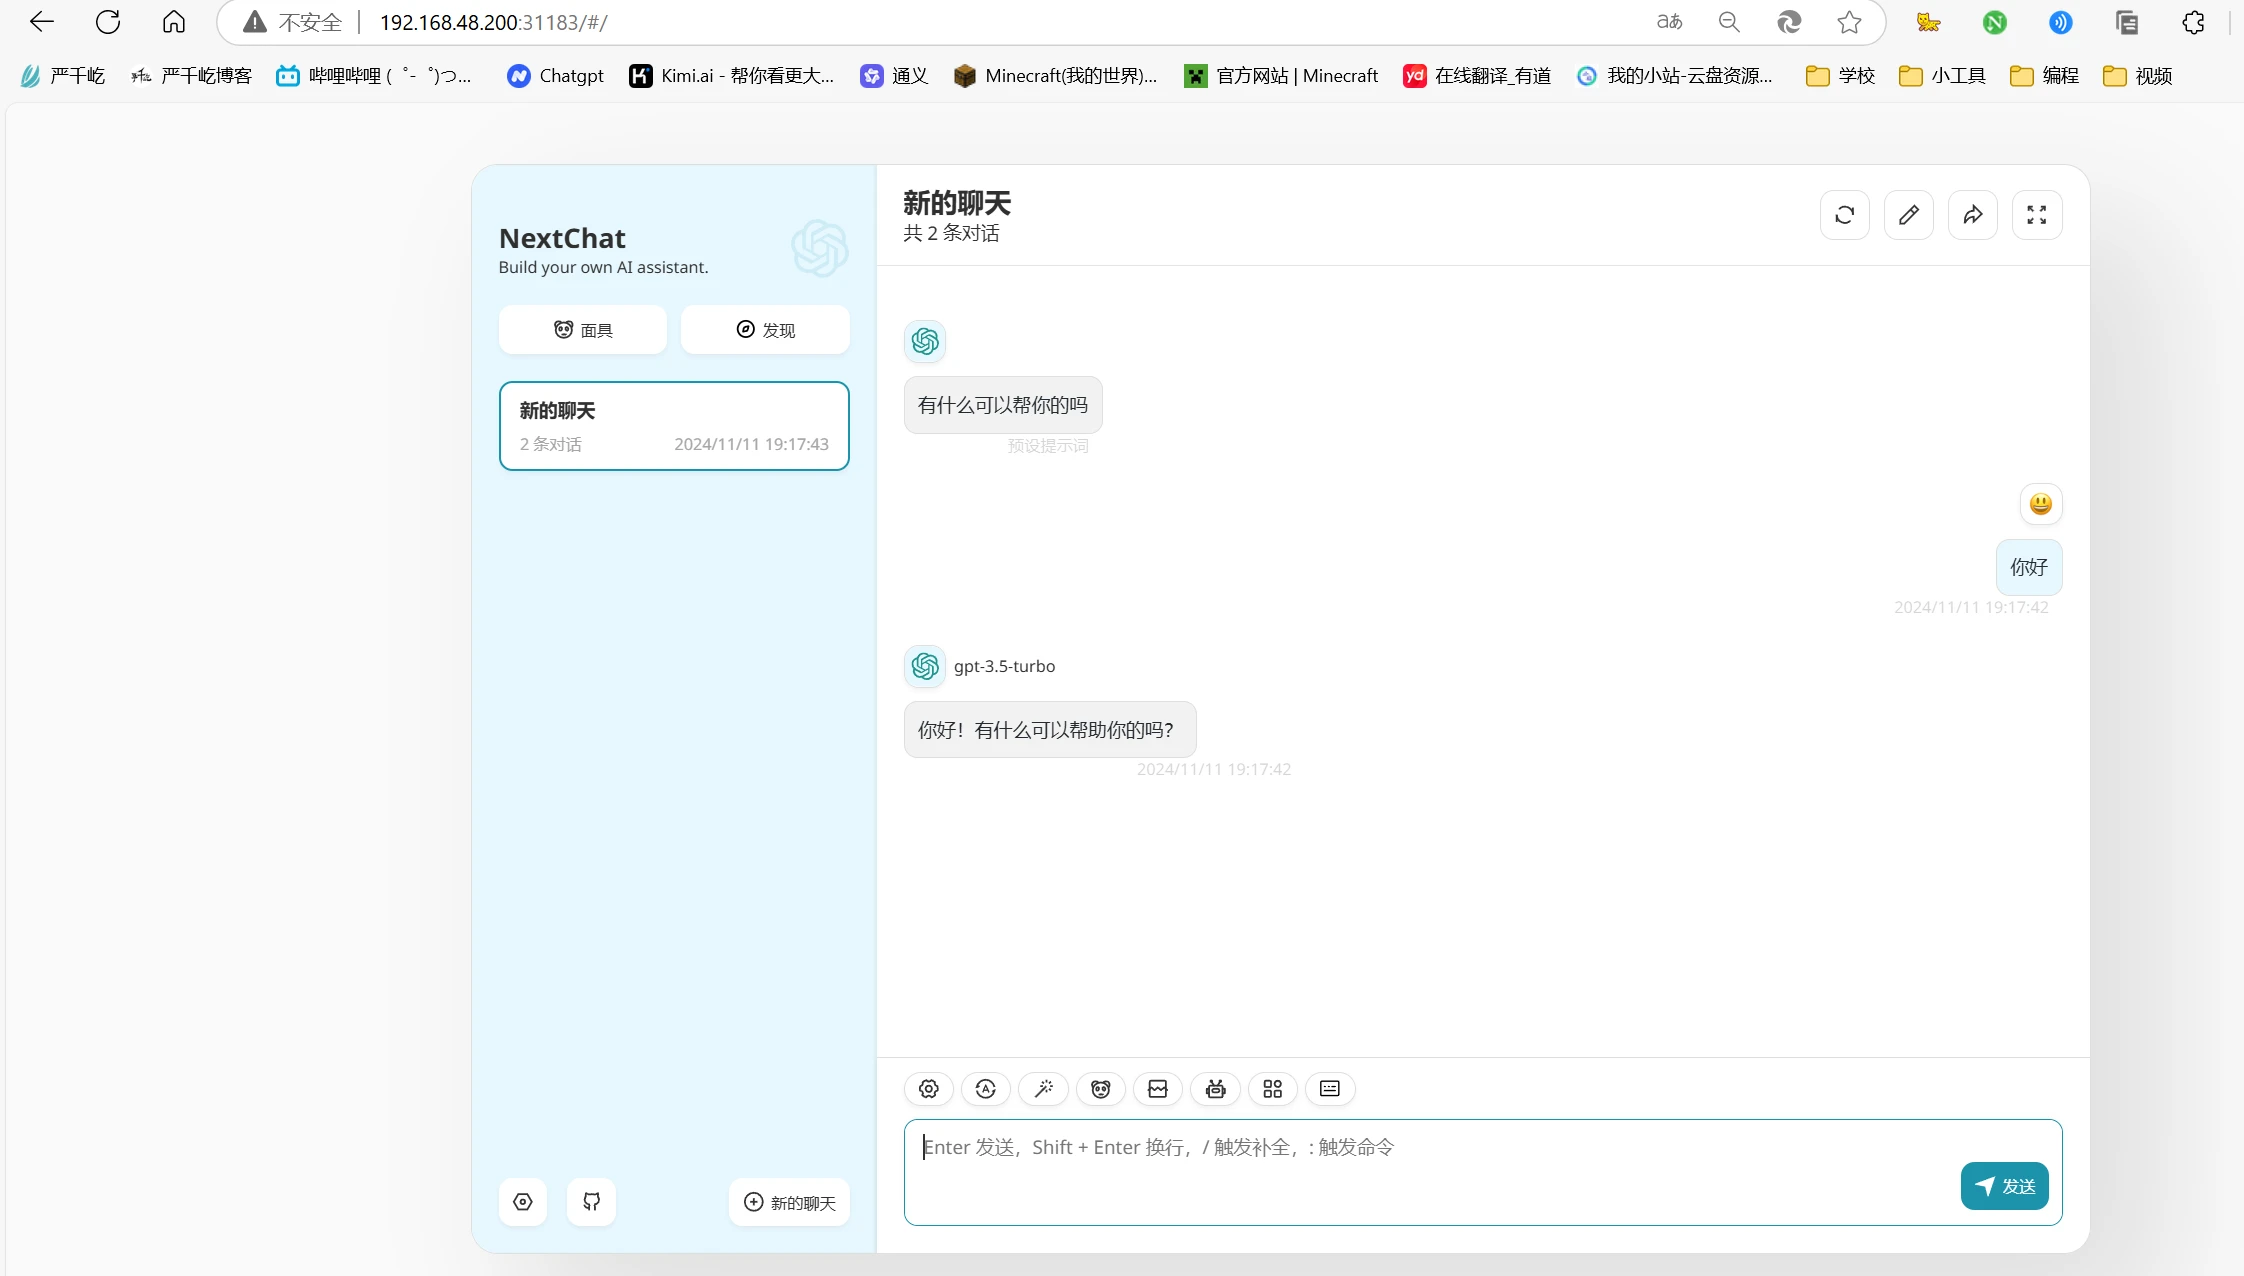 不安全 192.168.48.200:31183/#/ aあ
严千屹 严千屹博客 哔哩哔哩 (゜-゜)つ... Chatgpt Kimi.ai - 帮你看更大... 通义 Minecraft(我的世界)... 官方网站 | Minecraft yd 在线翻译_有道 我的小站-云盘资源... 学校 小工具 编程 视频
NextChat
Build your own AI assistant.
面具 发现
新的聊天
2 条对话 2024/11/11 19:17:43
新的聊天
新的聊天
共 2 条对话
有什么可以帮你的吗
预设提示词
你好
2024/11/11 19:17:42
gpt-3.5-turbo
你好！有什么可以帮助你的吗？
2024/11/11 19:17:42
Enter 发送，Shift + Enter 换行，/ 触发补全，: 触发命令
发送